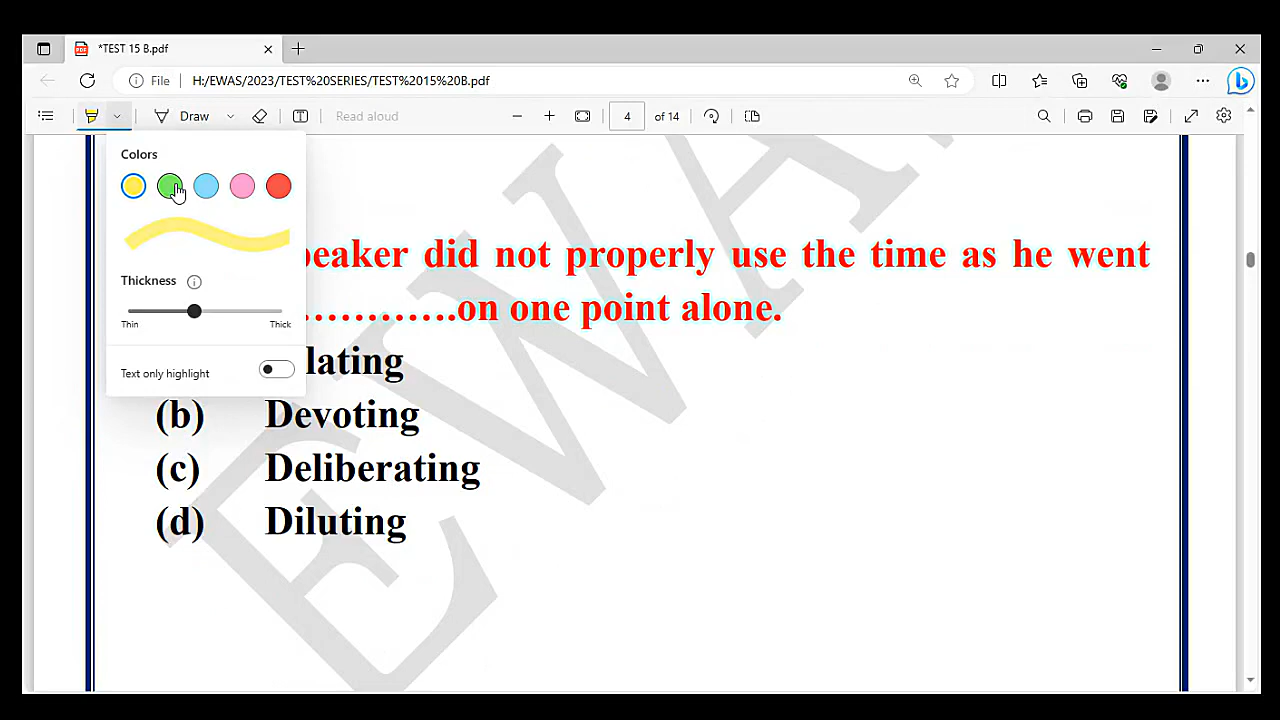 *TEST 15 B.pdf
File H:/EWAS/2023/TEST%20SERIES/TEST%2015%20B.pdf
Draw Read aloud 4 of 14
Colors
Thickness
Thin Thick
Text only highlight
peaker did not properly use the time as he went
………….on one point alone.
lating
(b) Devoting
(c) Deliberating
(d) Diluting
EWA